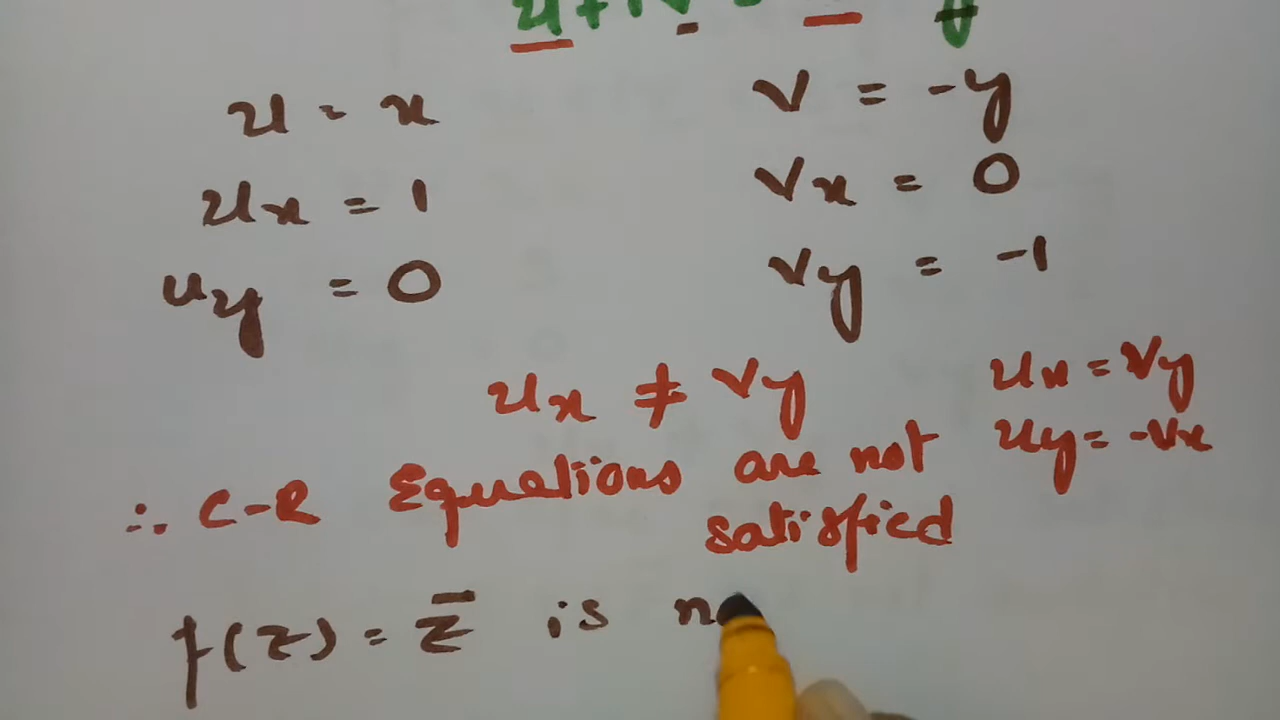 u + iv
u = x v = -y
ux = 1 vx = 0
uy = 0 vy = -1
ux ≠ vy ux = vy
∴ C-R Equations are not uy = -vx
satisfied
f(z) = z̄ is